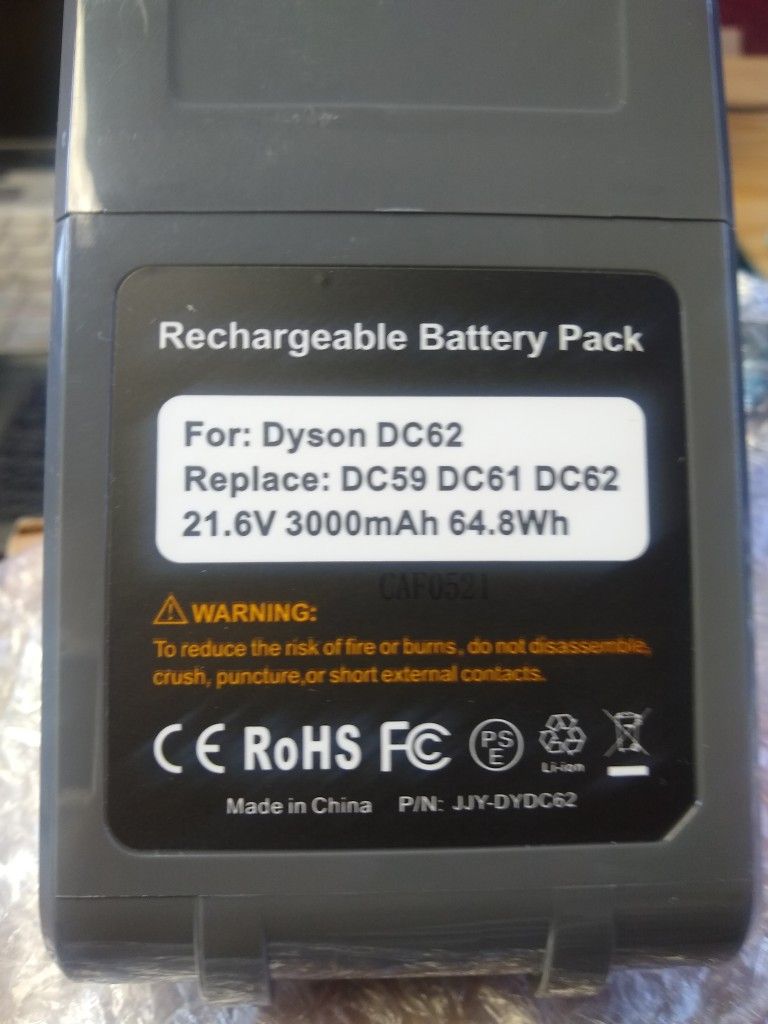 Rechargeable Battery Pack
For: Dyson DC62
Replace: DC59 DC61 DC62
21.6V 3000mAh 64.8Wh
CAF0521
WARNING:
To reduce the risk of fire or burns, do not disassemble,
crush, puncture,or short external contacts.
CE RoHS FC PSE Li-ion
Made in China P/N: JJY-DYDC62